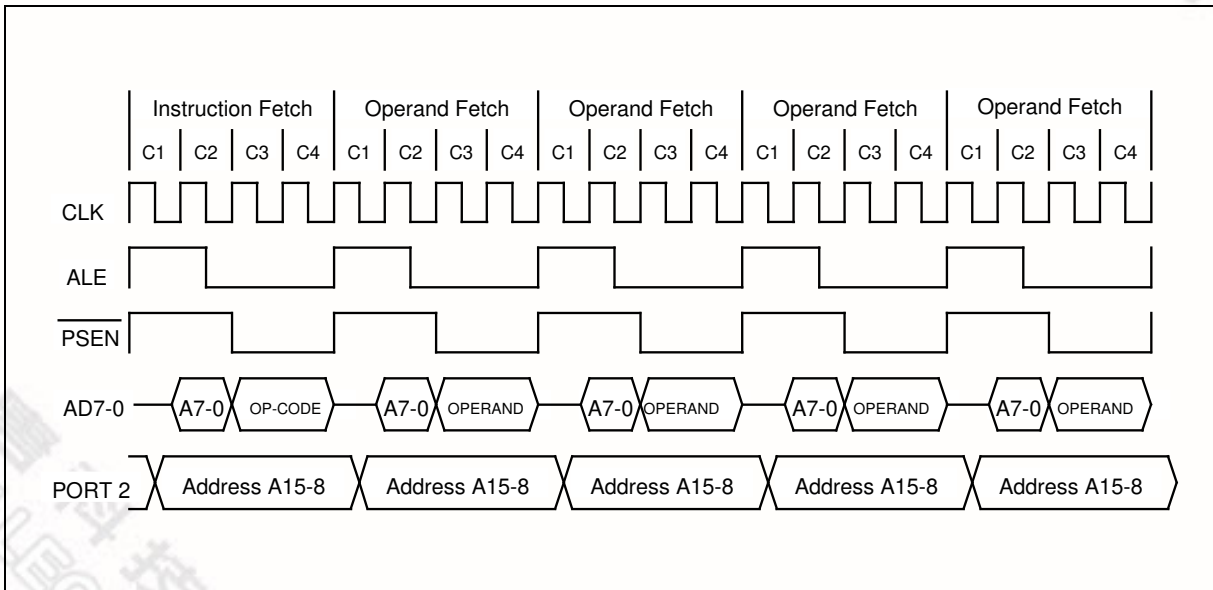 Instruction Fetch Operand Fetch Operand Fetch Operand Fetch Operand Fetch
C1 C2 C3 C4 C1 C2 C3 C4 C1 C2 C3 C4 C1 C2 C3 C4 C1 C2 C3 C4
CLK
ALE
PSEN
AD7-0 A7-0 OP-CODE A7-0 OPERAND A7-0 OPERAND A7-0 OPERAND A7-0 OPERAND
PORT 2 Address A15-8 Address A15-8 Address A15-8 Address A15-8 Address A15-8